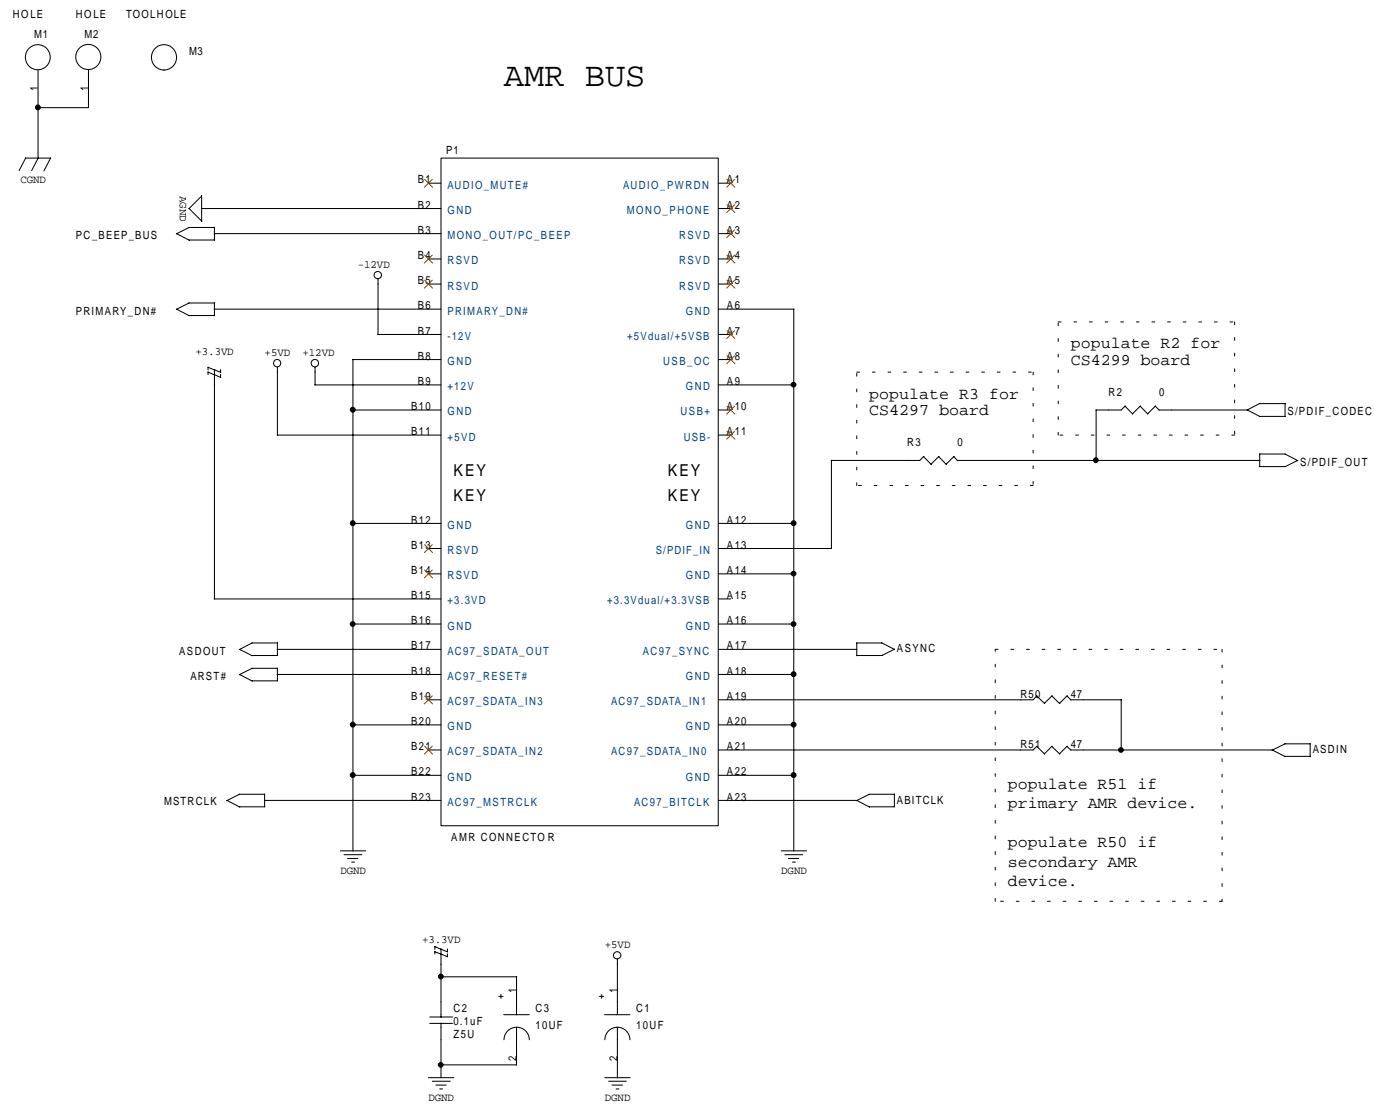 HOLE HOLE TOOLHOLE
M1 M2 M3
1 1
CGND
AMR BUS
P1
B1 AUDIO_MUTE# AUDIO_PWRDN A1
AGND B2 GND MONO_PHONE A2
PC_BEEP_BUS B3 MONO_OUT/PC_BEEP RSVD A3
B4 RSVD RSVD A4
-12VD
B5 RSVD RSVD A5
PRIMARY_DN# B6 PRIMARY_DN# GND A6
B7 -12V +5Vdual/+5VSB A7
+3.3VD +5VD +12VD
B8 GND USB_OC A8
B9 +12V GND A9
B10 GND USB+ A10
B11 +5VD USB- A11
KEY KEY
KEY KEY
B12 GND GND A12
B13 RSVD S/PDIF_IN A13
B14 RSVD GND A14
B15 +3.3VD +3.3Vdual/+3.3VSB A15
B16 GND GND A16
ASDOUT B17 AC97_SDATA_OUT AC97_SYNC A17 ASYNC
ARST# B18 AC97_RESET# GND A18
B19 AC97_SDATA_IN3 AC97_SDATA_IN1 A19
B20 GND GND A20
B21 AC97_SDATA_IN2 AC97_SDATA_IN0 A21
B22 GND GND A22
MSTRCLK B23 AC97_MSTRCLK AC97_BITCLK A23 ABITCLK
AMR CONNECTOR
DGND DGND
populate R2 for
CS4299 board
R2 0
S/PDIF_CODEC
populate R3 for
CS4297 board
R3 0
S/PDIF_OUT
R50 47
R51 47
ASDIN
populate R51 if
primary AMR device.
populate R50 if
secondary AMR
device.
+3.3VD +5VD
1 1
+ +
C2 C3 C1
0.1uF 10UF 10UF
Z5U
2 2
DGND DGND